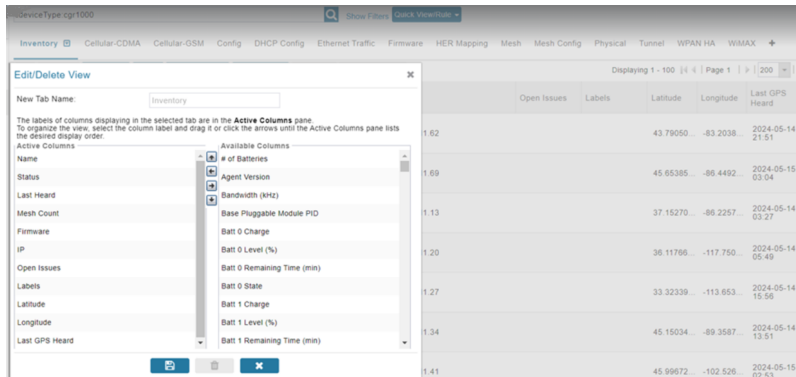 deviceType:cgr1000
Show Filters
Quick View/Rule
Inventory Cellular-CDMA Cellular-GSM Config DHCP Config Ethernet Traffic Firmware HER Mapping Mesh Mesh Config Physical Tunnel WPAN HA WiMAX +
Displaying 1 - 100 Page 1 200
Edit/Delete View
New Tab Name: Inventory
The labels of columns displaying in the selected tab are in the Active Columns pane.
To organize the view, select the column label and drag it or click the arrows until the Active Columns pane lists
the desired display order.
Active Columns
Name
Status
Last Heard
Mesh Count
Firmware
IP
Open Issues
Labels
Latitude
Longitude
Last GPS Heard
Available Columns
# of Batteries
Agent Version
Bandwidth (kHz)
Base Pluggable Module PID
Batt 0 Charge
Batt 0 Level (%)
Batt 0 Remaining Time (min)
Batt 0 State
Batt 1 Charge
Batt 1 Level (%)
Batt 1 Remaining Time (min)
Open Issues Labels Latitude Longitude Last GPS
Heard
1.62 43.79050... -83.2038... 2024-05-14
21:51
1.69 45.65385... -86.4492... 2024-05-15
03:04
1.13 37.15270... -86.2257... 2024-05-14
03:27
1.20 36.11766... -117.750... 2024-05-14
05:49
1.27 33.32339... -113.653... 2024-05-14
15:56
1.34 45.15034... -89.3587... 2024-05-14
13:51
1.41 45.99672... -102.526... 2024-05-15
02:53